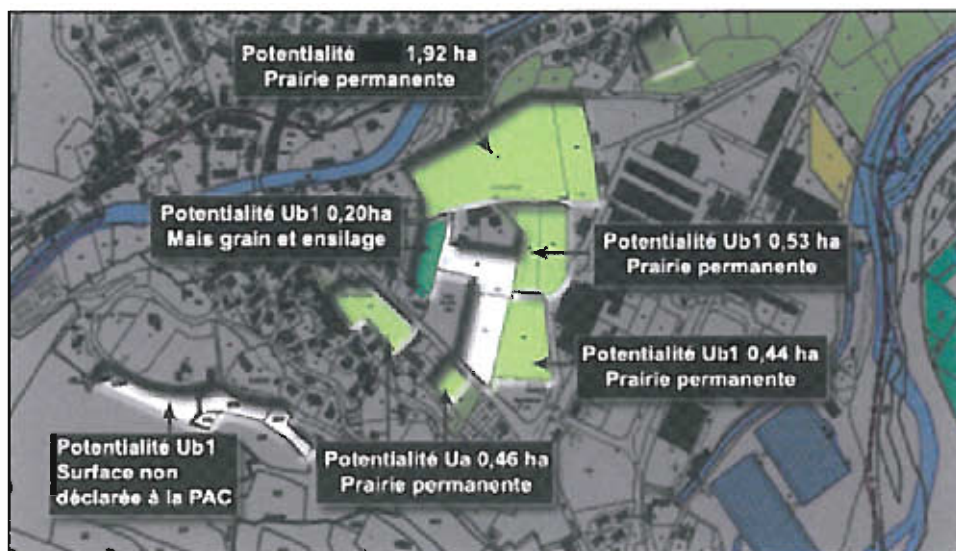 Potentialité 1,92 ha
Prairie permanente
Potentialité Ub1 0,20ha
Mais grain et ensilage
Potentialité Ub1 0,53 ha
Prairie permanente
Potentialité Ub1 0,44 ha
Prairie permanente
Potentialité Ub1
Surface non
déclarée à la PAC
Potentialité Ua 0,46 ha
Prairie permanente